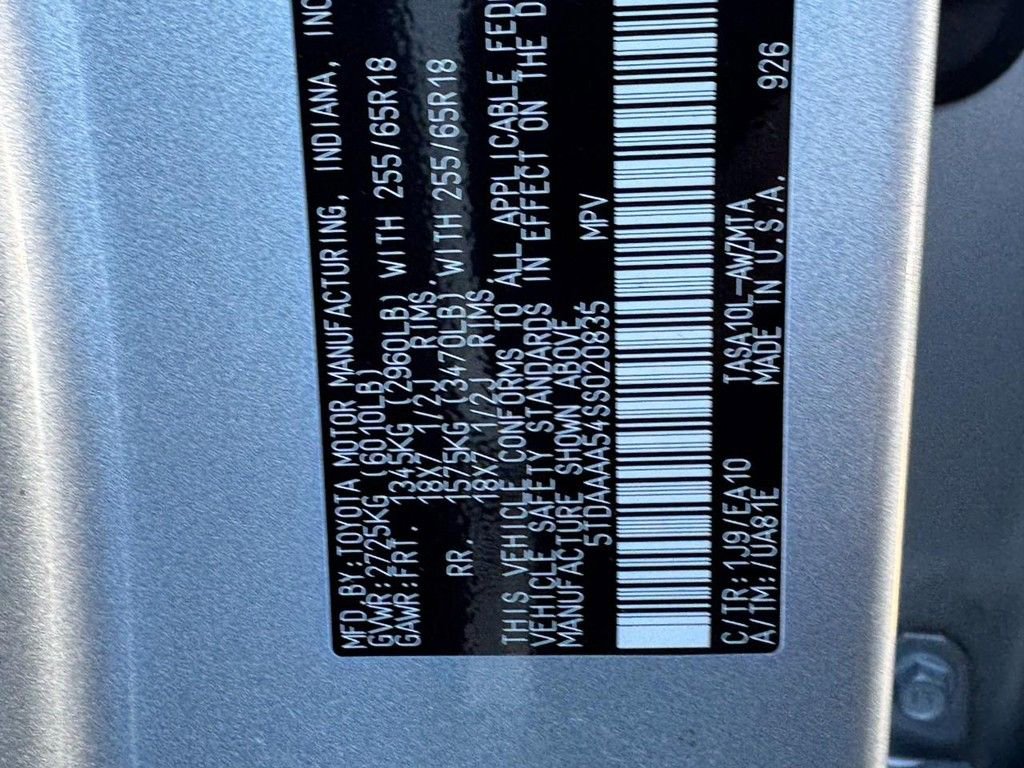 MFD.BY:TOYOTA MOTOR MANUFACTURING, INDIANA, INC
GVWR:2725KG(6010LB)
GAWR:FRT. 1345KG(2960LB)WITH 255/65R18
18X7 1/2J RIMS,
RR. 1575KG(3470LB)WITH 255/65R18
18X7 1/2J RIMS,
THIS VEHICLE CONFORMS TO ALL APPLICABLE FED
VEHICLE SAFETY STANDARDS IN EFFECT ON THE D
MANUFACTURE SHOWN ABOVE
5TDAAAA54SS020835 MPV
C/TR:1J9/EA10 TASA10L-AWZMTA 926
A/TM:/UA81E MADE IN U.S.A.